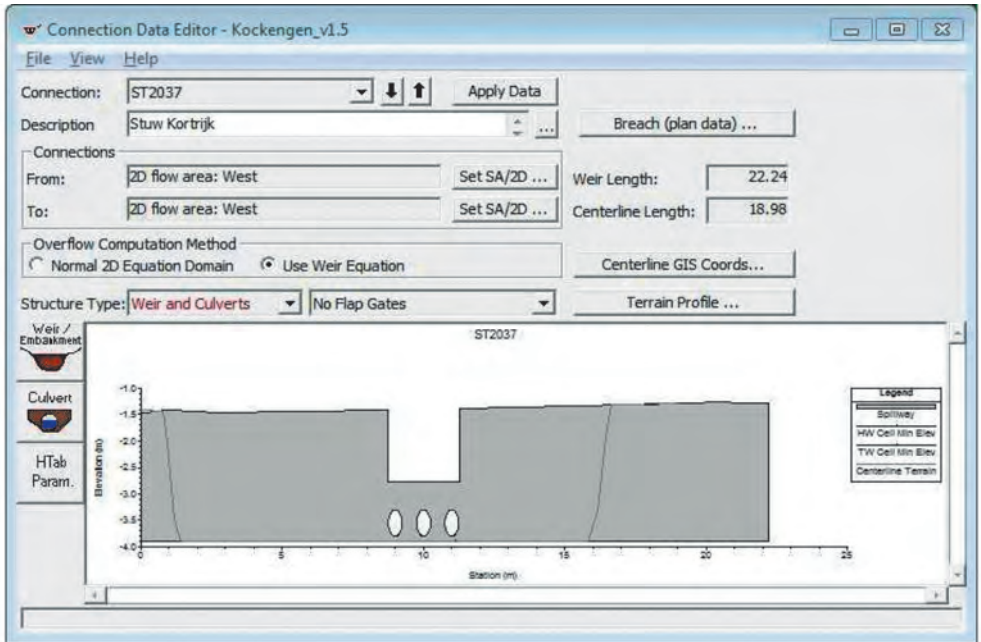 Connection Data Editor - Kockengen_v1.5
File View Help
Connection: ST2037 Apply Data
Description Stuw Kortrijk ... Breach (plan data) ...
Connections
From: 2D flow area: West Set SA/2D ... Weir Length: 22.24
To: 2D flow area: West Set SA/2D ... Centerline Length: 18.98
Overflow Computation Method
Normal 2D Equation Domain Use Weir Equation Centerline GIS Coords...
Structure Type: Weir and Culverts No Flap Gates Terrain Profile ...
Weir /
Embankment
Culvert
HTab
Param.
ST2037
-1.0
-1.5
-2.0
-2.5
-3.0
-3.5
-4.0
Elevation (m)
0 5 10 15 20 25
Station (m)
Legend
Spillway
HW Cell Min Elev
TW Cell Min Elev
Centerline Terrain